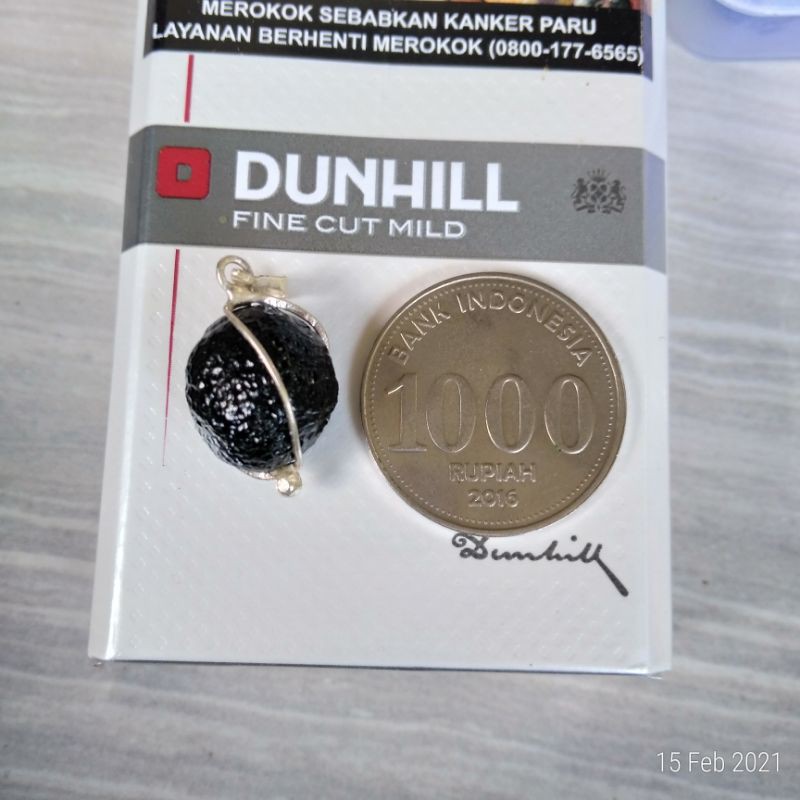 MEROKOK SEBABKAN KANKER PARU
LAYANAN BERHENTI MEROKOK (0800-177-6565)
DUNHILL
FINE CUT MILD
BANK INDONESIA
1000
RUPIAH
2016
Dunhill
15 Feb 2021